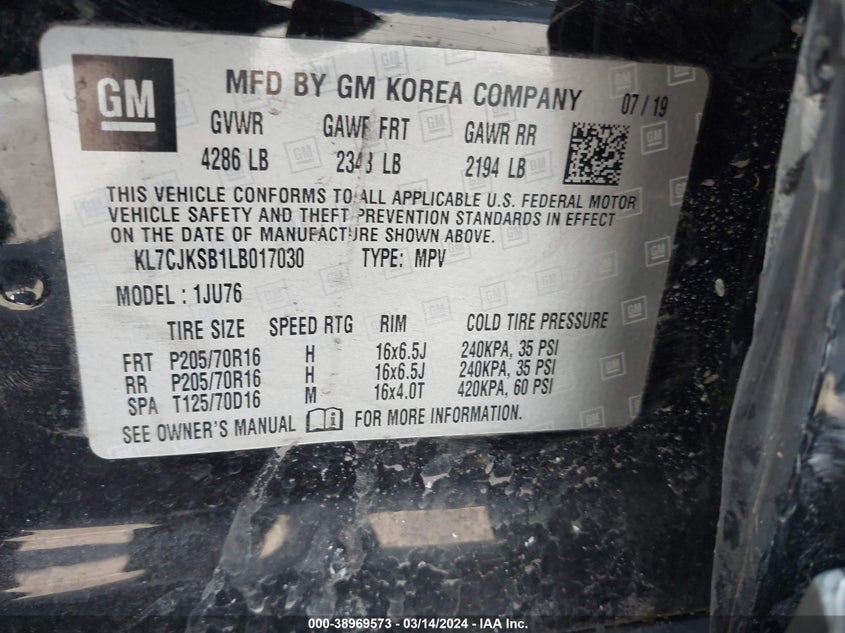 GM
MFD BY GM KOREA COMPANY 07/19
GVWR GAWR FRT GAWR RR
4286 LB 2343 LB 2194 LB
THIS VEHICLE CONFORMS TO ALL APPLICABLE U.S. FEDERAL MOTOR
VEHICLE SAFETY AND THEFT PREVENTION STANDARDS IN EFFECT
ON THE DATE OF MANUFACTURE SHOWN ABOVE.
KL7CJKSB1LB017030 TYPE: MPV
MODEL : 1JU76
TIRE SIZE SPEED RTG RIM COLD TIRE PRESSURE
FRT P205/70R16 H 16x6.5J 240KPA, 35 PSI
RR P205/70R16 H 16x6.5J 240KPA, 35 PSI
SPA T125/70D16 M 16x4.0T 420KPA, 60 PSI
SEE OWNER'S MANUAL FOR MORE INFORMATION.
000-38969573 - 03/14/2024 - IAA Inc.